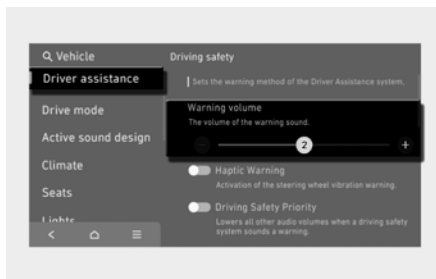 Vehicle
Driving safety
Driver assistance
Sets the warning method of the Driver Assistance system.
Drive mode
Warning volume
The volume of the warning sound.
Active sound design
2
Climate
Haptic Warning
Activation of the steering wheel vibration warning.
Seats
Driving Safety Priority
Lowers all other audio volumes when a driving safety
system sounds a warning.
Lights